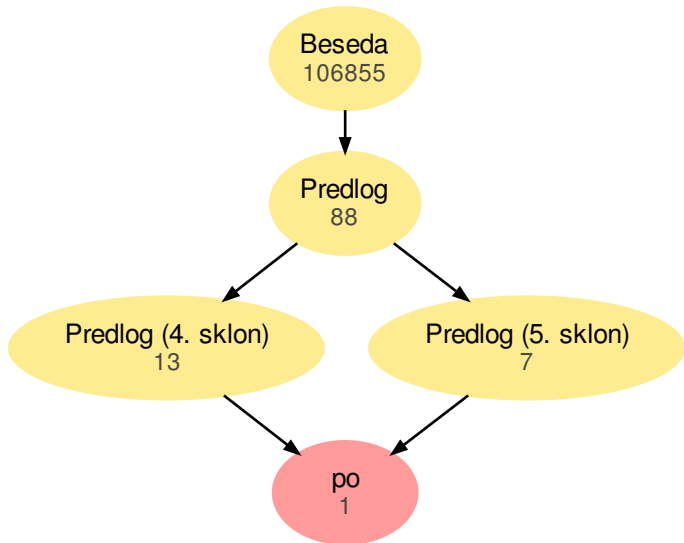 Beseda
106855
Predlog
88
Predlog (4. sklon)
13
Predlog (5. sklon)
7
po
1